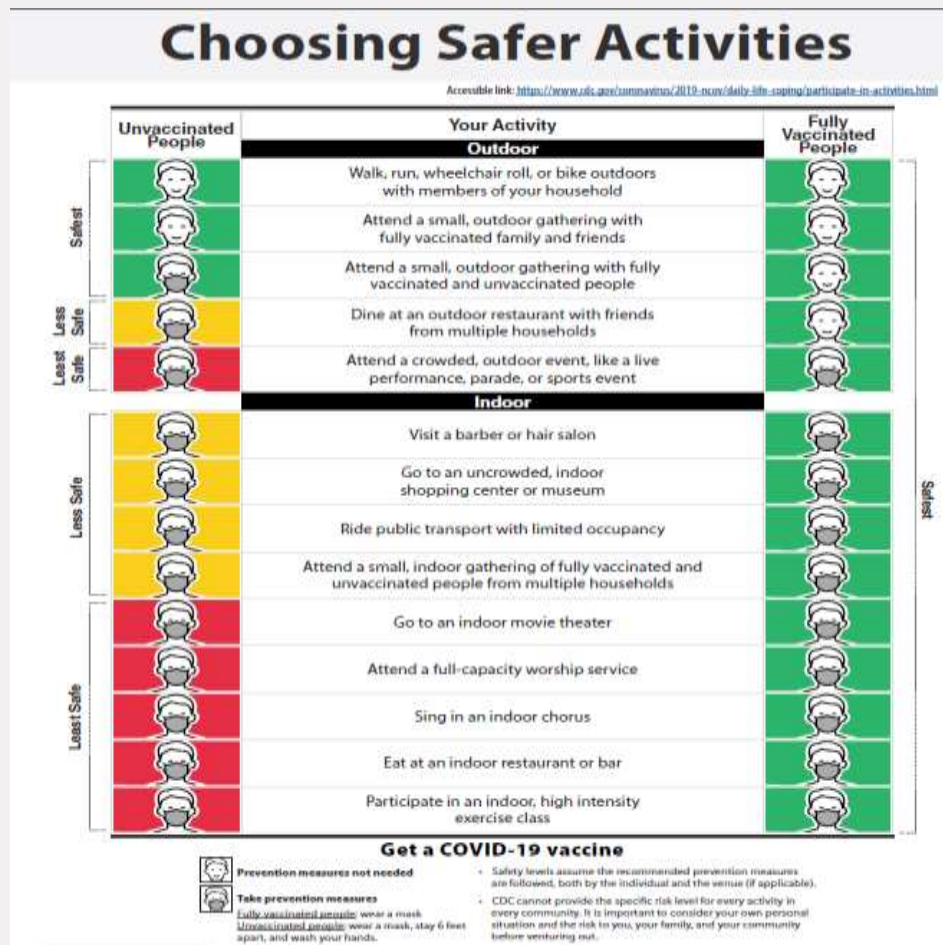 Choosing Safer Activities
Accessible link: https://www.cdc.gov/coronavirus/2019-ncov/daily-life-coping/participate-in-activities.html
Unvaccinated
People
Your Activity
Fully
Vaccinated
People
Outdoor
Safest
Walk, run, wheelchair roll, or bike outdoors
with members of your household
Attend a small, outdoor gathering with
fully vaccinated family and friends
Attend a small, outdoor gathering with fully
vaccinated and unvaccinated people
Less
Safe
Dine at an outdoor restaurant with friends
from multiple households
Least
Safe
Attend a crowded, outdoor event, like a live
performance, parade, or sports event
Indoor
Less Safe
Visit a barber or hair salon
Go to an uncrowded, indoor
shopping center or museum
Ride public transport with limited occupancy
Attend a small, indoor gathering of fully vaccinated and
unvaccinated people from multiple households
Safest
Least Safe
Go to an indoor movie theater
Attend a full-capacity worship service
Sing in an indoor chorus
Eat at an indoor restaurant or bar
Participate in an indoor, high intensity
exercise class
Get a COVID-19 vaccine
Prevention measures not needed
Take prevention measures
Fully vaccinated people: wear a mask
Unvaccinated people: wear a mask, stay 6 feet
apart, and wash your hands.
• Safety levels assume the recommended prevention measures
are followed, both by the individual and the venue (if applicable).
• CDC cannot provide the specific risk level for every activity in
every community. It is important to consider your own personal
situation and the risk to you, your family, and your community
before venturing out.